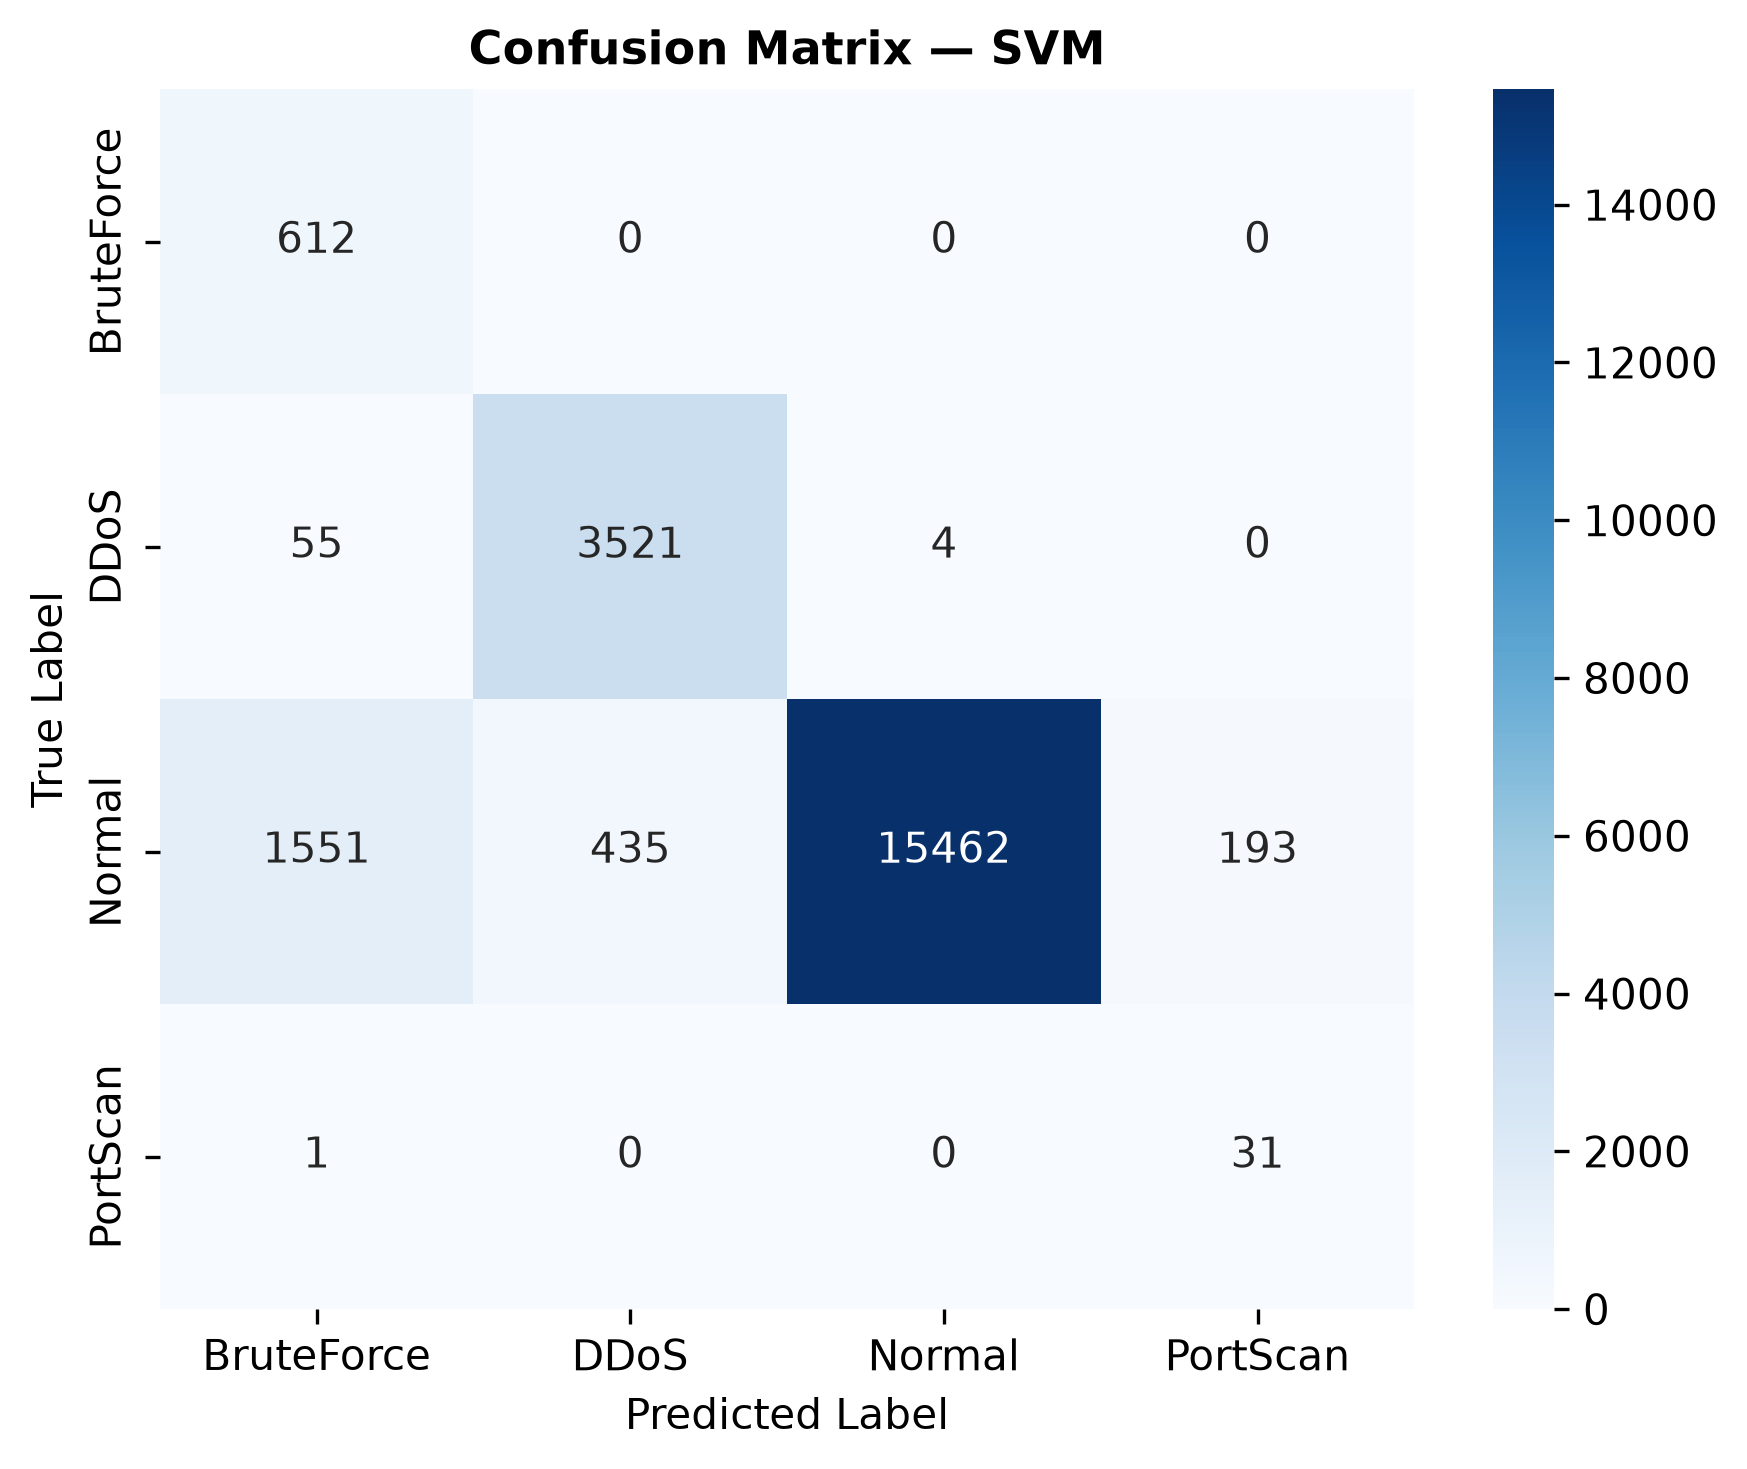 Confusion Matrix — SVM
True Label
BruteForce
612 0 0 0
DDoS
55 3521 4 0
Normal
1551 435 15462 193
PortScan
1 0 0 31
BruteForce DDoS Normal PortScan
Predicted Label
14000
12000
10000
8000
6000
4000
2000
0